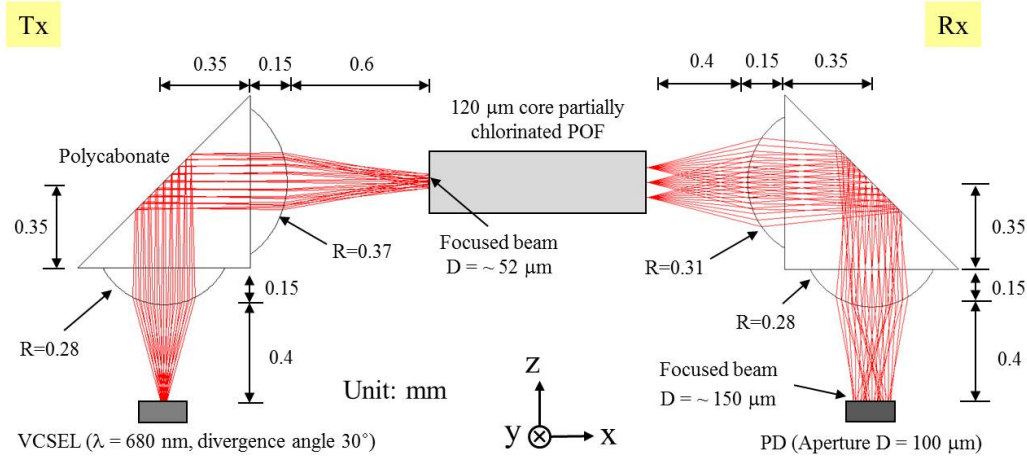 Tx
Rx
0.35
0.15
0.6
0.4
0.15
0.35
120 μm core partially
chlorinated POF
Polycabonate
0.35
R=0.37
Focused beam
D = ~ 52 μm
R=0.31
0.35
0.15
R=0.28
0.4
0.15
R=0.28
0.4
Unit: mm
z
y
x
Focused beam
D = ~ 150 μm
VCSEL (λ = 680 nm, divergence angle 30˚)
PD (Aperture D = 100 μm)